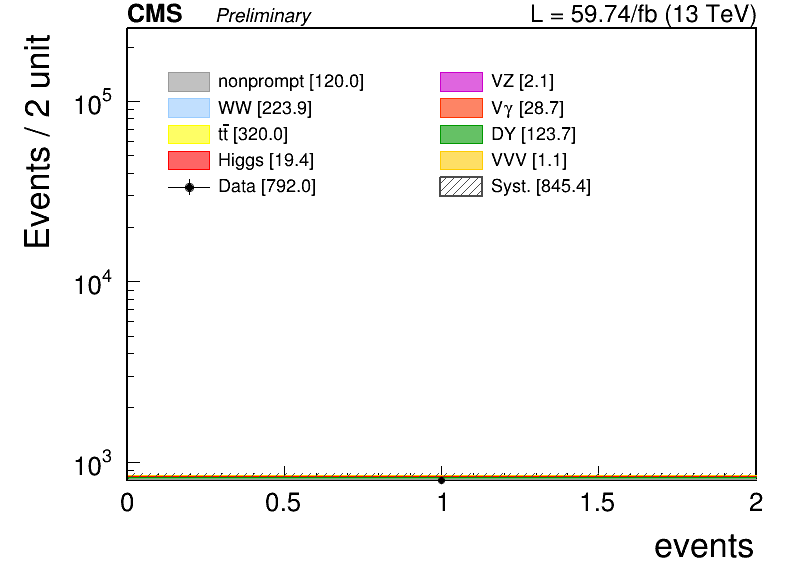 CMS Preliminary L = 59.74/fb (13 TeV)
Events / 2 unit
nonprompt [120.0] VZ [2.1]
WW [223.9] Vγ [28.7]
tt̄ [320.0] DY [123.7]
Higgs [19.4] VVV [1.1]
Data [792.0] Syst. [845.4]
10⁵
10⁴
10³
0 0.5 1 1.5 2
events